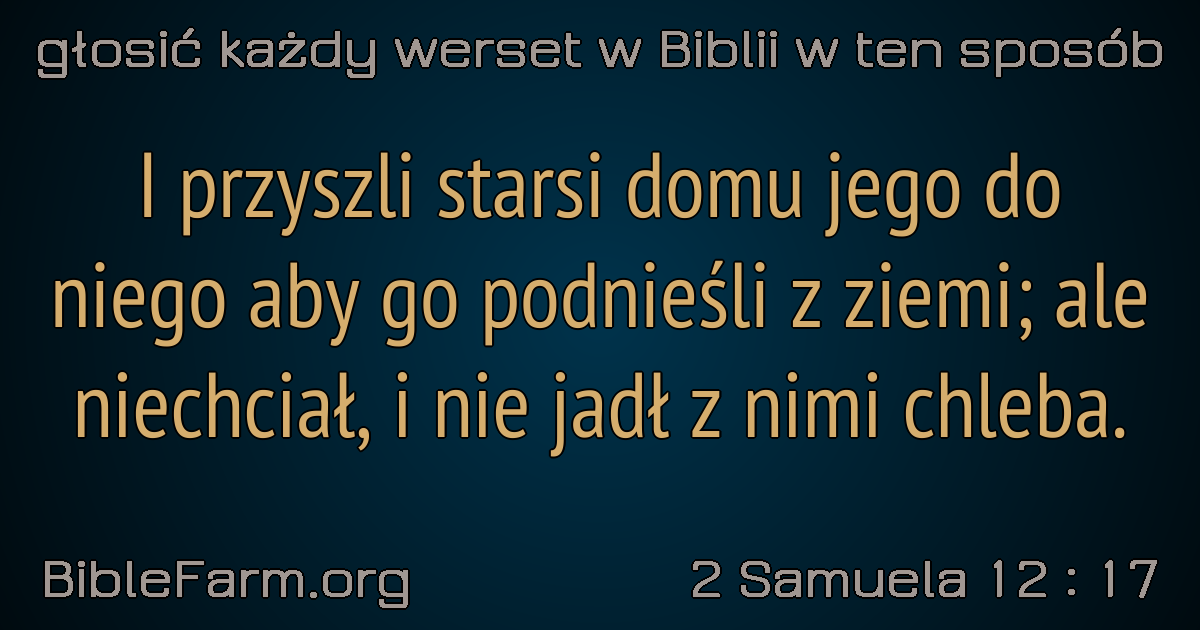 głosić każdy werset w Biblii w ten sposób
I przyszli starsi domu jego do
niego aby go podnieśli z ziemi; ale
niechciał, i nie jadł z nimi chleba.
BibleFarm.org
2 Samuela 12 : 17